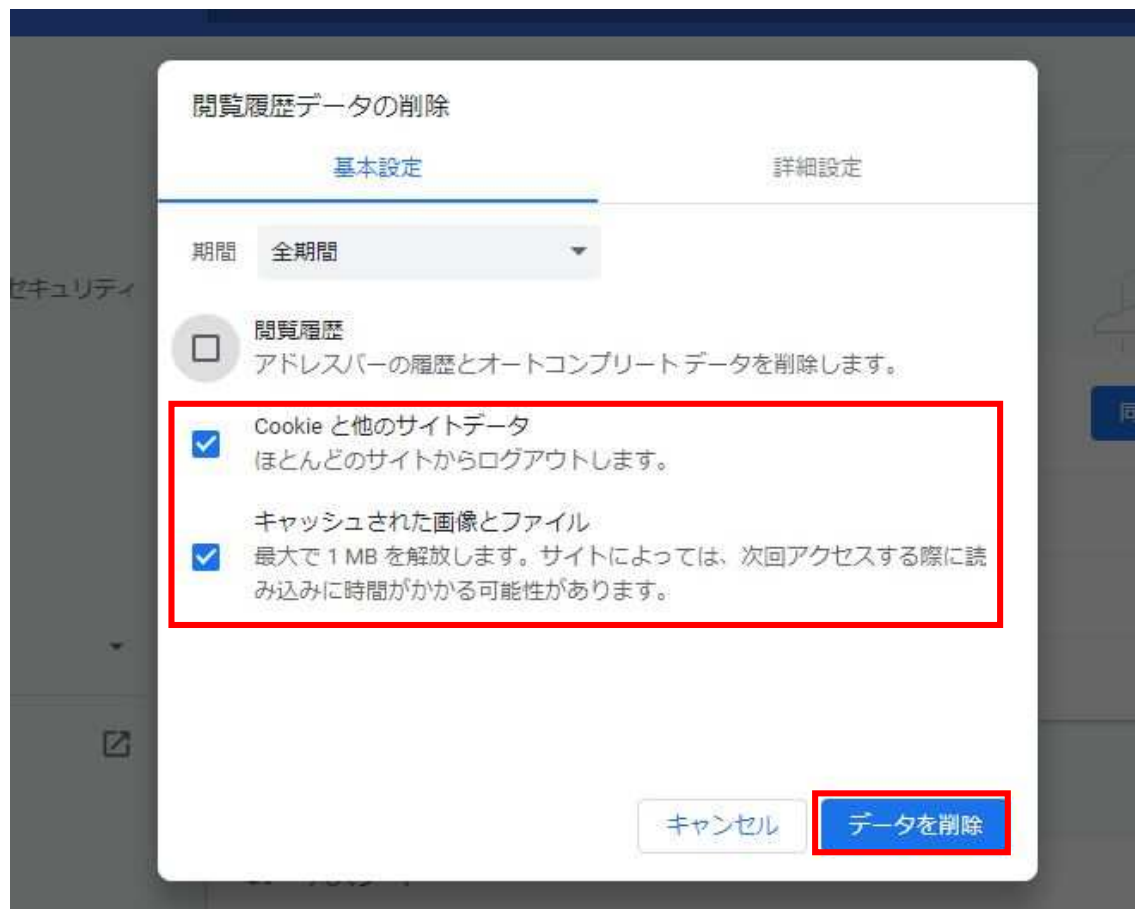 閲覧履歴データの削除
基本設定
詳細設定
期間
全期間
セキュリティ
閲覧履歴
アドレスバーの履歴とオートコンプリート データを削除します。
Cookie と他のサイトデータ
ほとんどのサイトからログアウトします。
キャッシュされた画像とファイル
最大で 1 MB を解放します。サイトによっては、次回アクセスする際に読
み込みに時間がかかる可能性があります。
キャンセル
データを削除